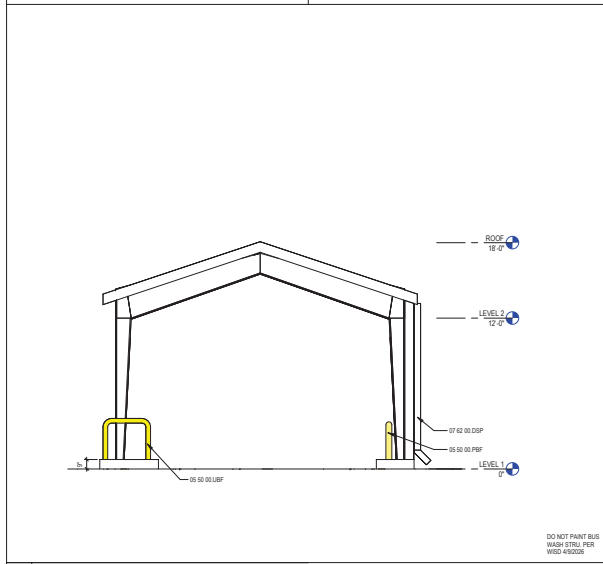 ROOF
18'-0"
LEVEL 2
12'-0"
07 62 00.DSP
05 50 00.PBF
LEVEL 1
0"
05 50 00.UBF
DO NOT PAINT BUS
WASH STRU. PER
WISD 4/9/2026